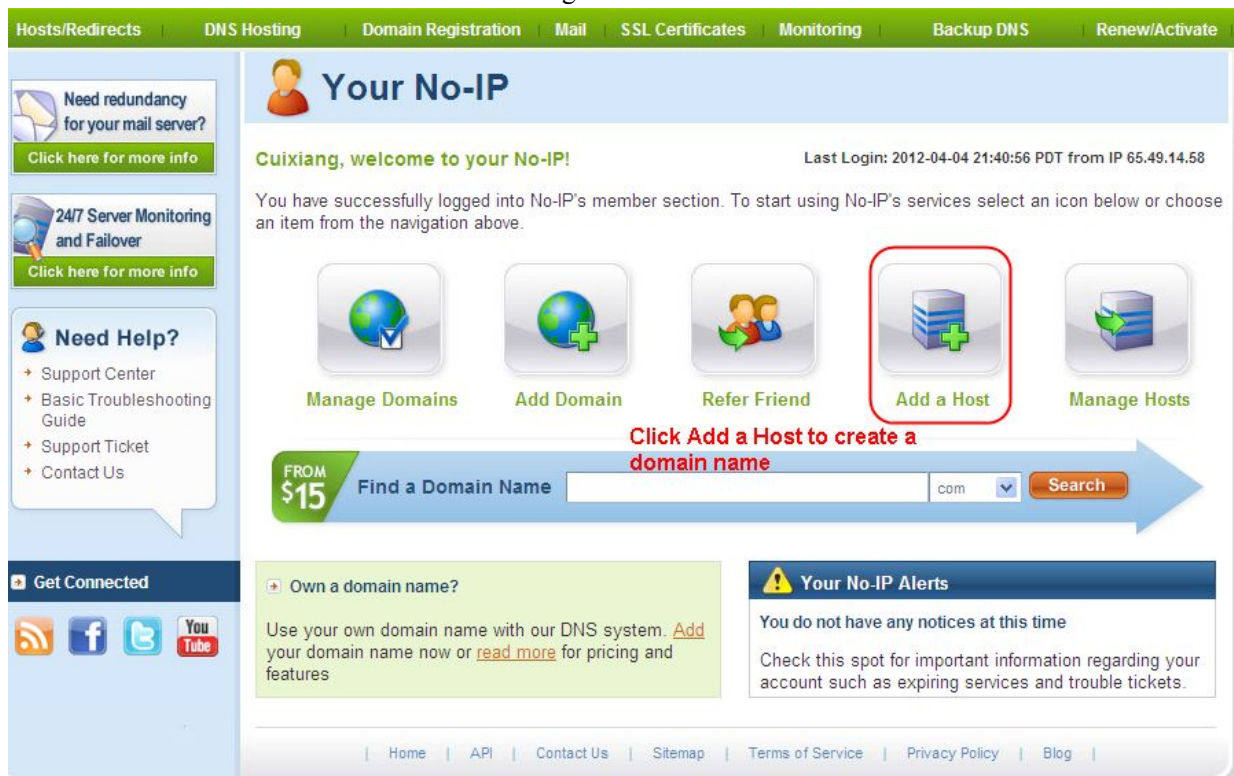 Hosts/Redirects DNS Hosting Domain Registration Mail SSL Certificates Monitoring Backup DNS Renew/Activate
Need redundancy
for your mail server?
Click here for more info
24/7 Server Monitoring
and Failover
Click here for more info
Need Help?
Support Center
Basic Troubleshooting
Guide
Support Ticket
Contact Us
Get Connected
You
Tube
Your No-IP
Cuixiang, welcome to your No-IP!
Last Login: 2012-04-04 21:40:56 PDT from IP 65.49.14.58
You have successfully logged into No-IP's member section. To start using No-IP's services select an icon below or choose
an item from the navigation above.
Manage Domains
Add Domain
Refer Friend
Add a Host
Manage Hosts
Click Add a Host to create a
domain name
FROM
$15
Find a Domain Name
com
Search
Own a domain name?
Use your own domain name with our DNS system. Add
your domain name now or read more for pricing and
features
Your No-IP Alerts
You do not have any notices at this time
Check this spot for important information regarding your
account such as expiring services and trouble tickets.
| Home | API | Contact Us | Sitemap | Terms of Service | Privacy Policy | Blog |